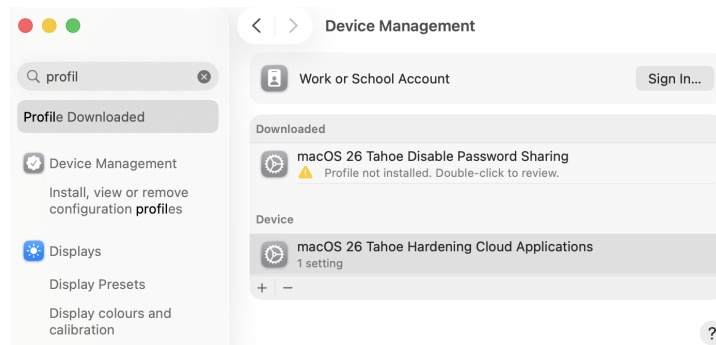 profil
Profile Downloaded
Device Management
Install, view or remove
configuration profiles
Displays
Display Presets
Display colours and
calibration
Device Management
Work or School Account
Sign In...
Downloaded
macOS 26 Tahoe Disable Password Sharing
Profile not installed. Double-click to review.
Device
macOS 26 Tahoe Hardening Cloud Applications
1 setting
+ −
?